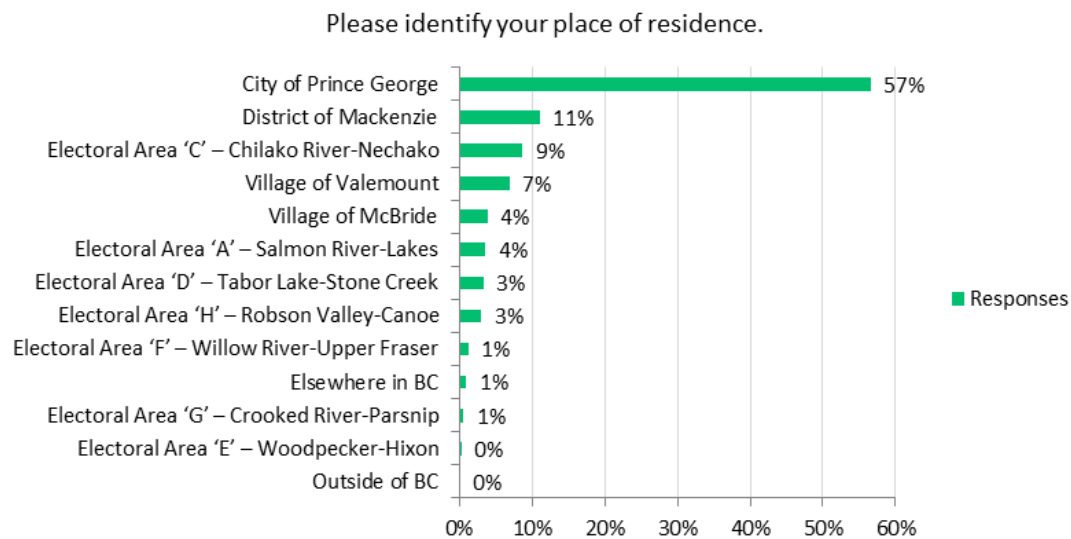 Please identify your place of residence.
City of Prince George 57%
District of Mackenzie 11%
Electoral Area ‘C’ – Chilako River-Nechako 9%
Village of Valemount 7%
Village of McBride 4%
Electoral Area ‘A’ – Salmon River-Lakes 4%
Electoral Area ‘D’ – Tabor Lake-Stone Creek 3%
Electoral Area ‘H’ – Robson Valley-Canoe 3%
Electoral Area ‘F’ – Willow River-Upper Fraser 1%
Elsewhere in BC 1%
Electoral Area ‘G’ – Crooked River-Parsnip 1%
Electoral Area ‘E’ – Woodpecker-Hixon 0%
Outside of BC 0%
0% 10% 20% 30% 40% 50% 60%
Responses